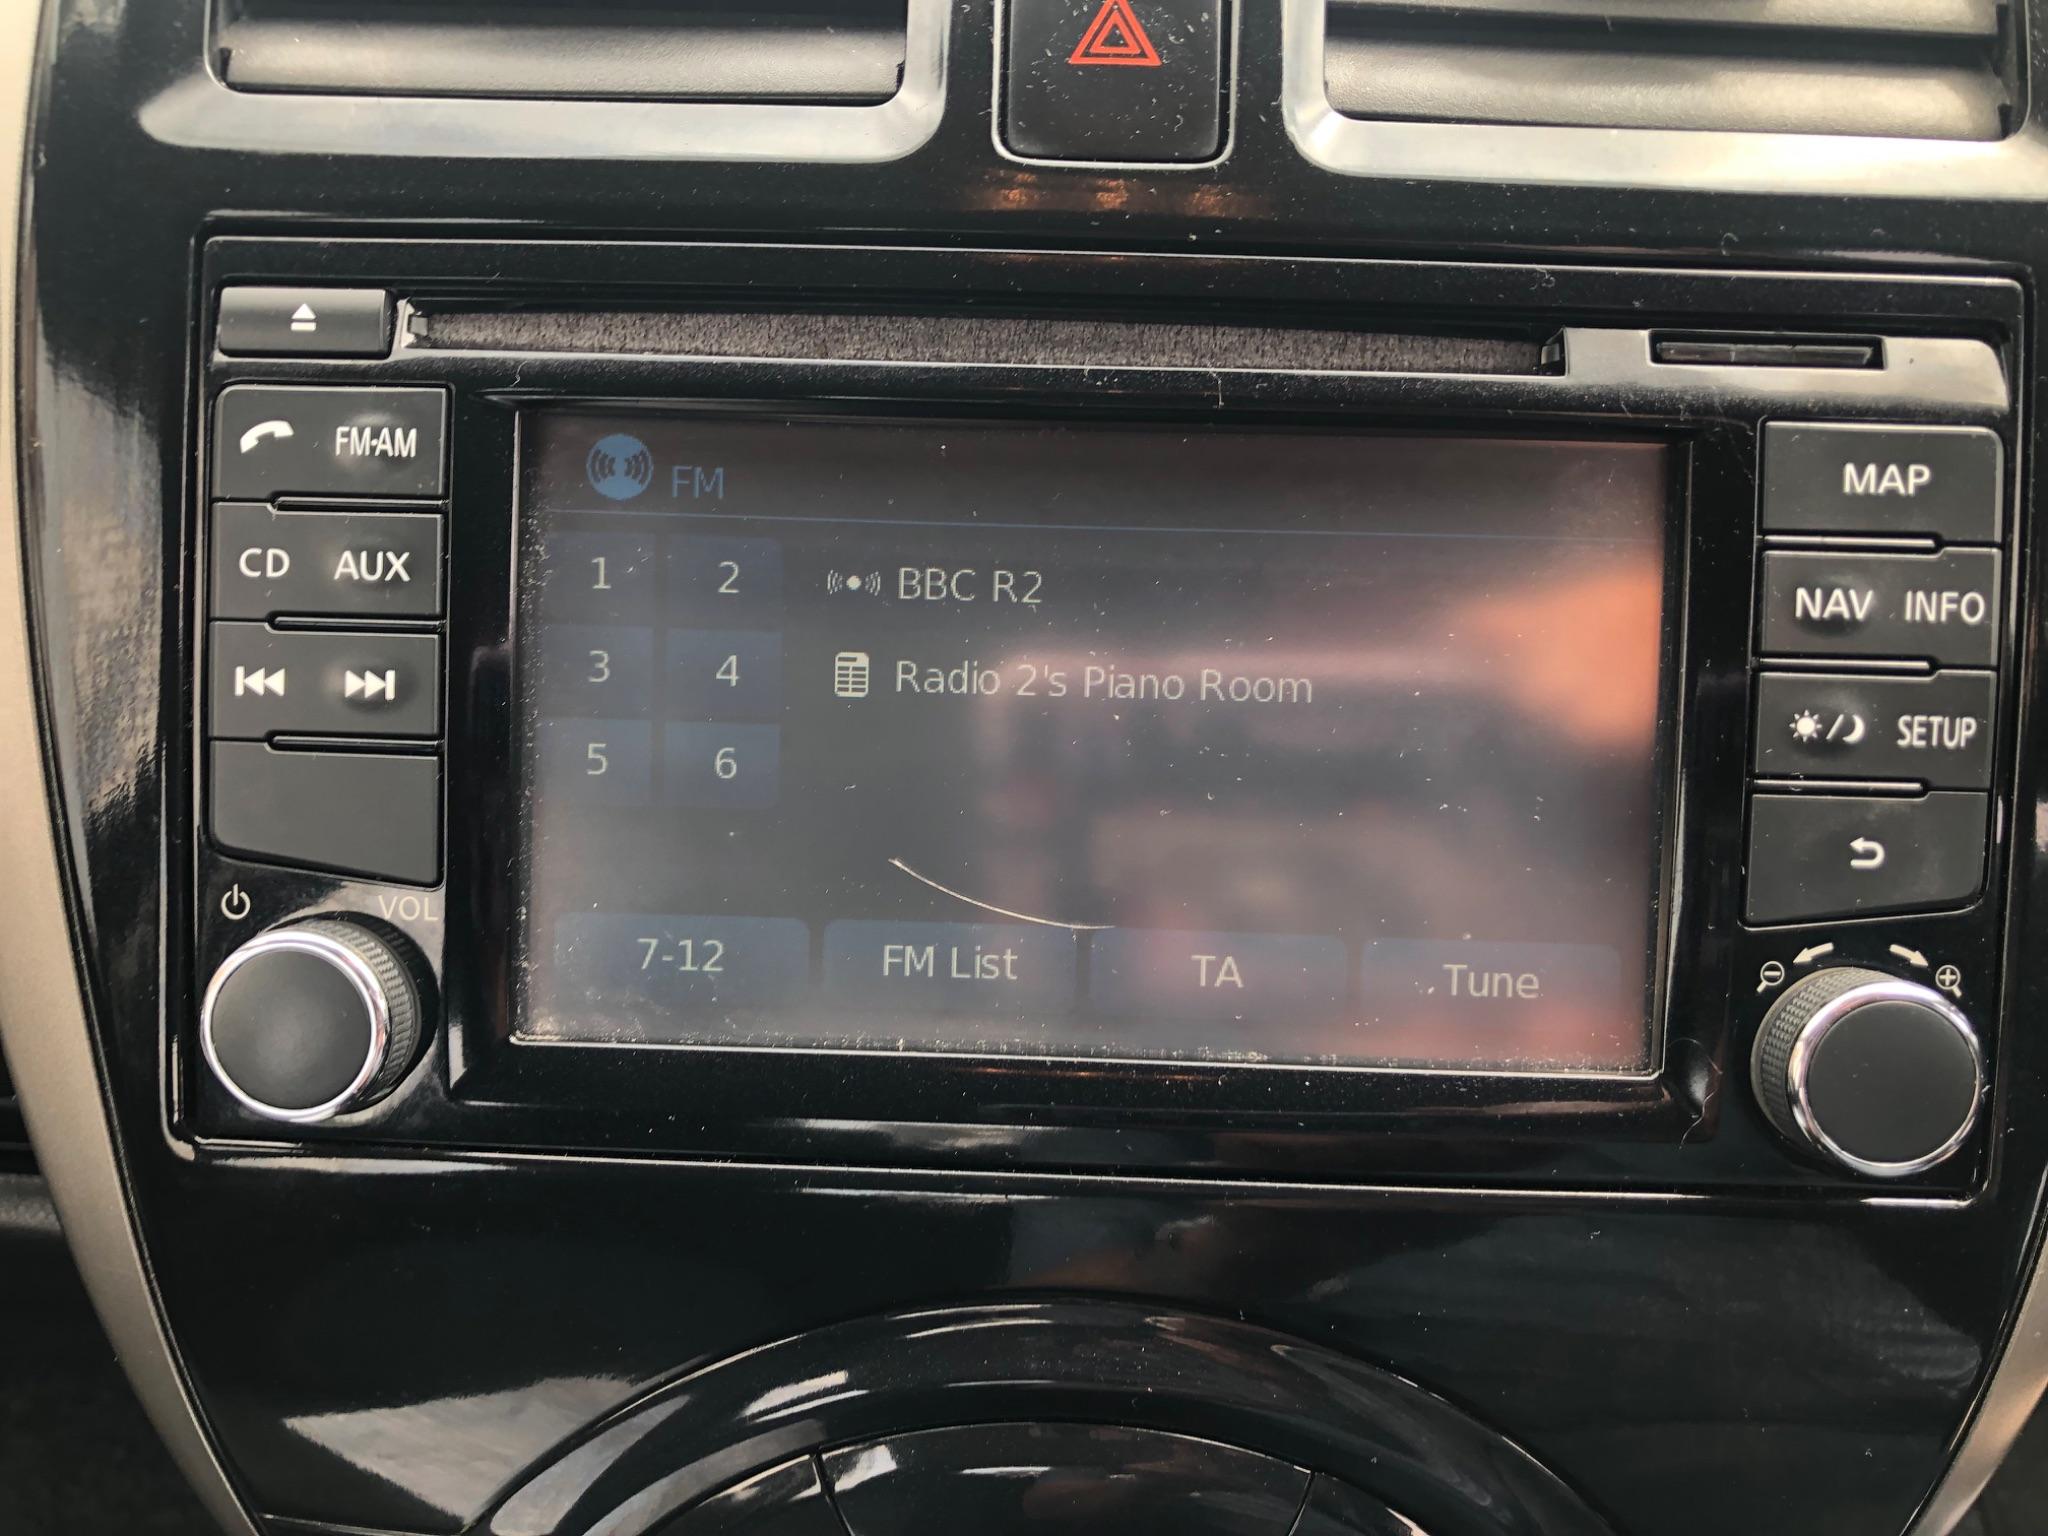 FM·AM
CD AUX
VOL
FM
1 2
3 4
5 6
BBC R2
Radio 2's Piano Room
7-12 FM List TA Tune
MAP
NAV INFO
SETUP